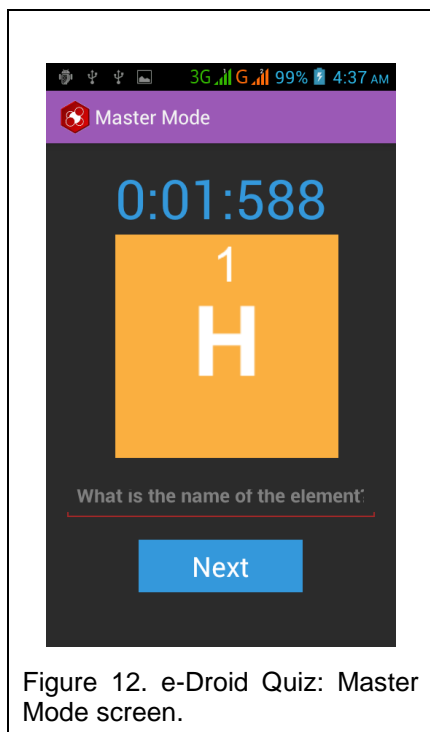 3G G 99% 4:37 AM
Master Mode
0:01:588
1
H
What is the name of the element?
Next
Figure 12. e-Droid Quiz: Master
Mode screen.